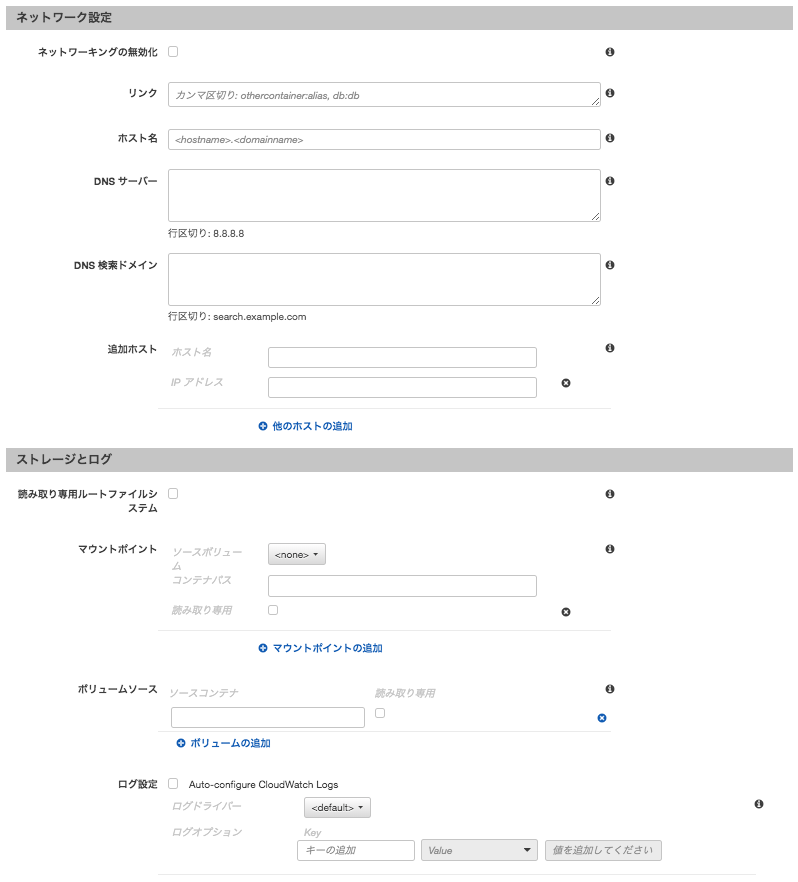 ネットワーク設定
ネットワーキングの無効化
リンク
カンマ区切り: othercontainer:alias, db:db
ホスト名
<hostname>.<domainname>
DNS サーバー
行区切り: 8.8.8.8
DNS 検索ドメイン
行区切り: search.example.com
追加ホスト
ホスト名
IP アドレス
他のホストの追加
ストレージとログ
読み取り専用ルートファイルシ
ステム
マウントポイント
ソースボリュー
ム
<none>
コンテナパス
読み取り専用
マウントポイントの追加
ボリュームソース
ソースコンテナ 読み取り専用
ボリュームの追加
ログ設定 Auto-configure CloudWatch Logs
ログドライバー <default>
ログオプション Key
キーの追加 Value 値を追加してください